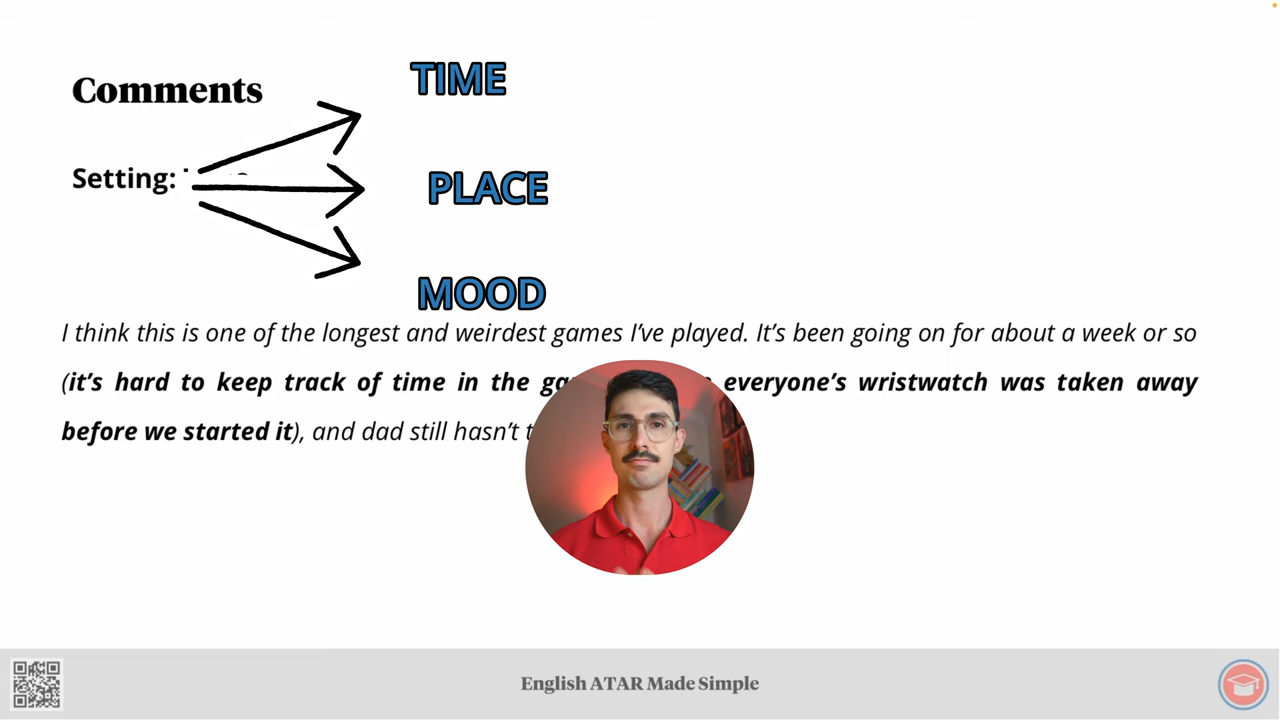 TIME
Comments
Setting:
PLACE
MOOD
I think this is one of the longest and weirdest games I've played. It's been going on for about a week or so
(it's hard to keep track of time in the everyone's wristwatch was taken away
before we started it), and dad still hasn't
English ATAR Made Simple